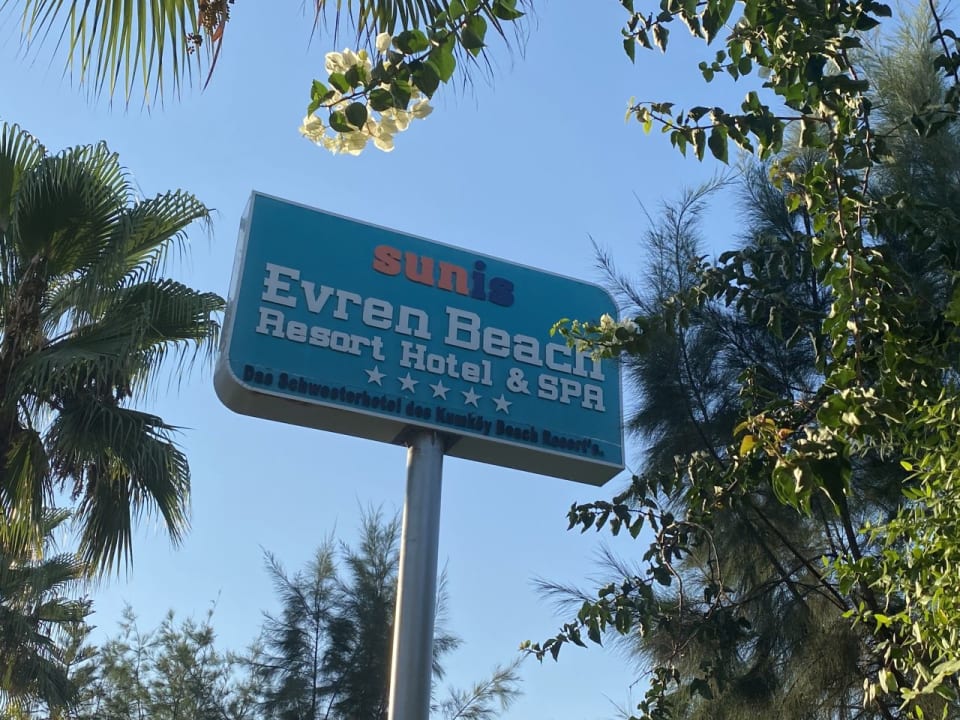 sunis
Evren Beach
Resort Hotel & SPA
Das Schwesterhotel des Kumköy Beach Resort's.